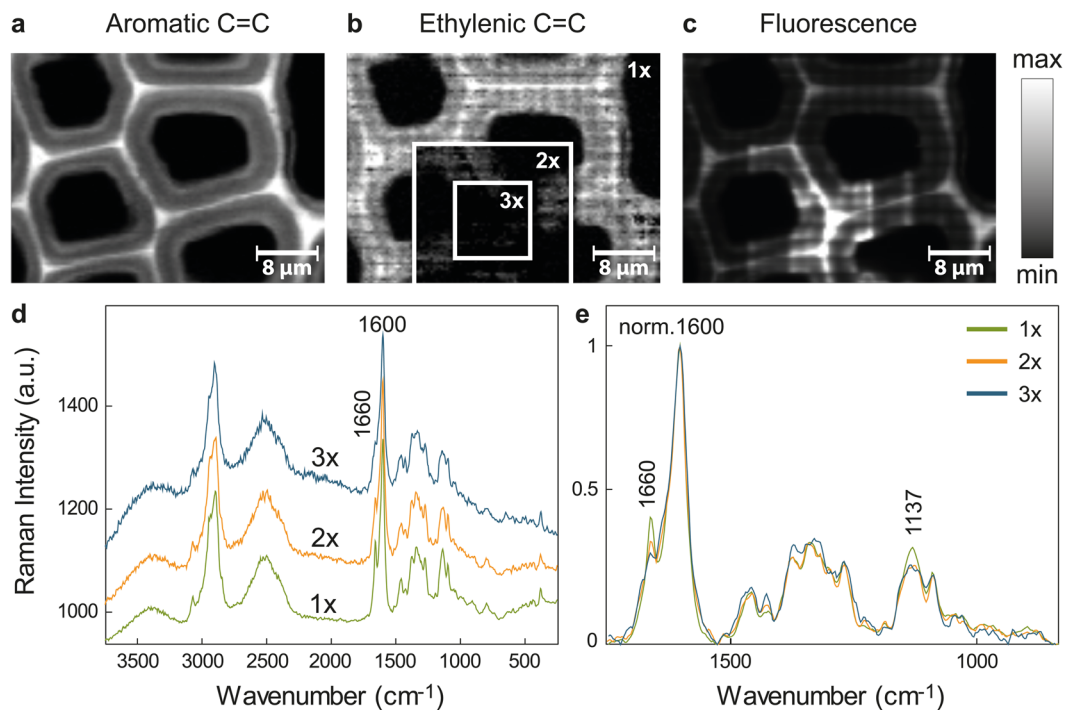 a Aromatic C=C
b Ethylenic C=C
c Fluorescence
1x
2x
3x
8 µm
8 µm
8 µm
max
min
d
1600
1660
3x
2x
1x
1400
1200
1000
Raman Intensity (a.u.)
3500 3000 2500 2000 1500 1000 500
Wavenumber (cm-1)
e
norm.1600
1x
2x
3x
1660
1137
1
0.5
0
1500 1000
Wavenumber (cm-1)